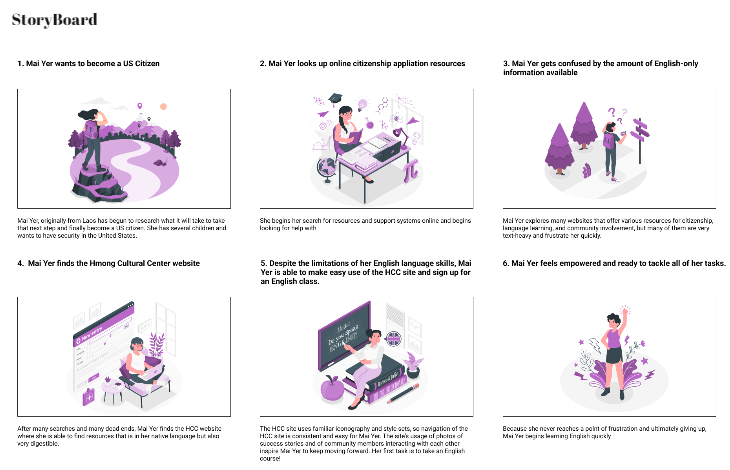 StoryBoard
1. Mai Yer wants to become a US Citizen
2. Mai Yer looks up online citizenship appliation resources
3. Mai Yer gets confused by the amount of English-only
information available
Mai Yer, originally from Laos has begun to research what it will take to take
that next step and finally become a US citizen. She has several children and
wants to have security in the United States.
She begins her search for resources and support systems online and begins
looking for help with
Mai Yer explores many websites that offer various resources for citizenship,
language learning, and community involvement, but many of them are very
text-heavy and frustrate her quickly.
4. Mai Yer finds the Hmong Cultural Center website
5. Despite the limitations of her English language skills, Mai
Yer is able to make easy use of the HCC site and sign up for
an English class.
6. Mai Yer feels empowered and ready to tackle all of her tasks.
Hello!
Do you speak
ENGLISH?
After many searches and many dead ends, Mai Yer finds the HCC website
where she is able to find resources that is in her native language but also
very digestible.
The HCC site uses familiar iconography and style sets, so navigation of the
HCC site is consistent and easy for Mai Yer. The site's usage of photos of
success stories and of community members interacting with each other
inspire Mai Yer to keep moving forward. Her first task is to take an English
course!
Because she never reaches a point of frustration and ultimately giving up,
Mai Yer begins learning English quickly